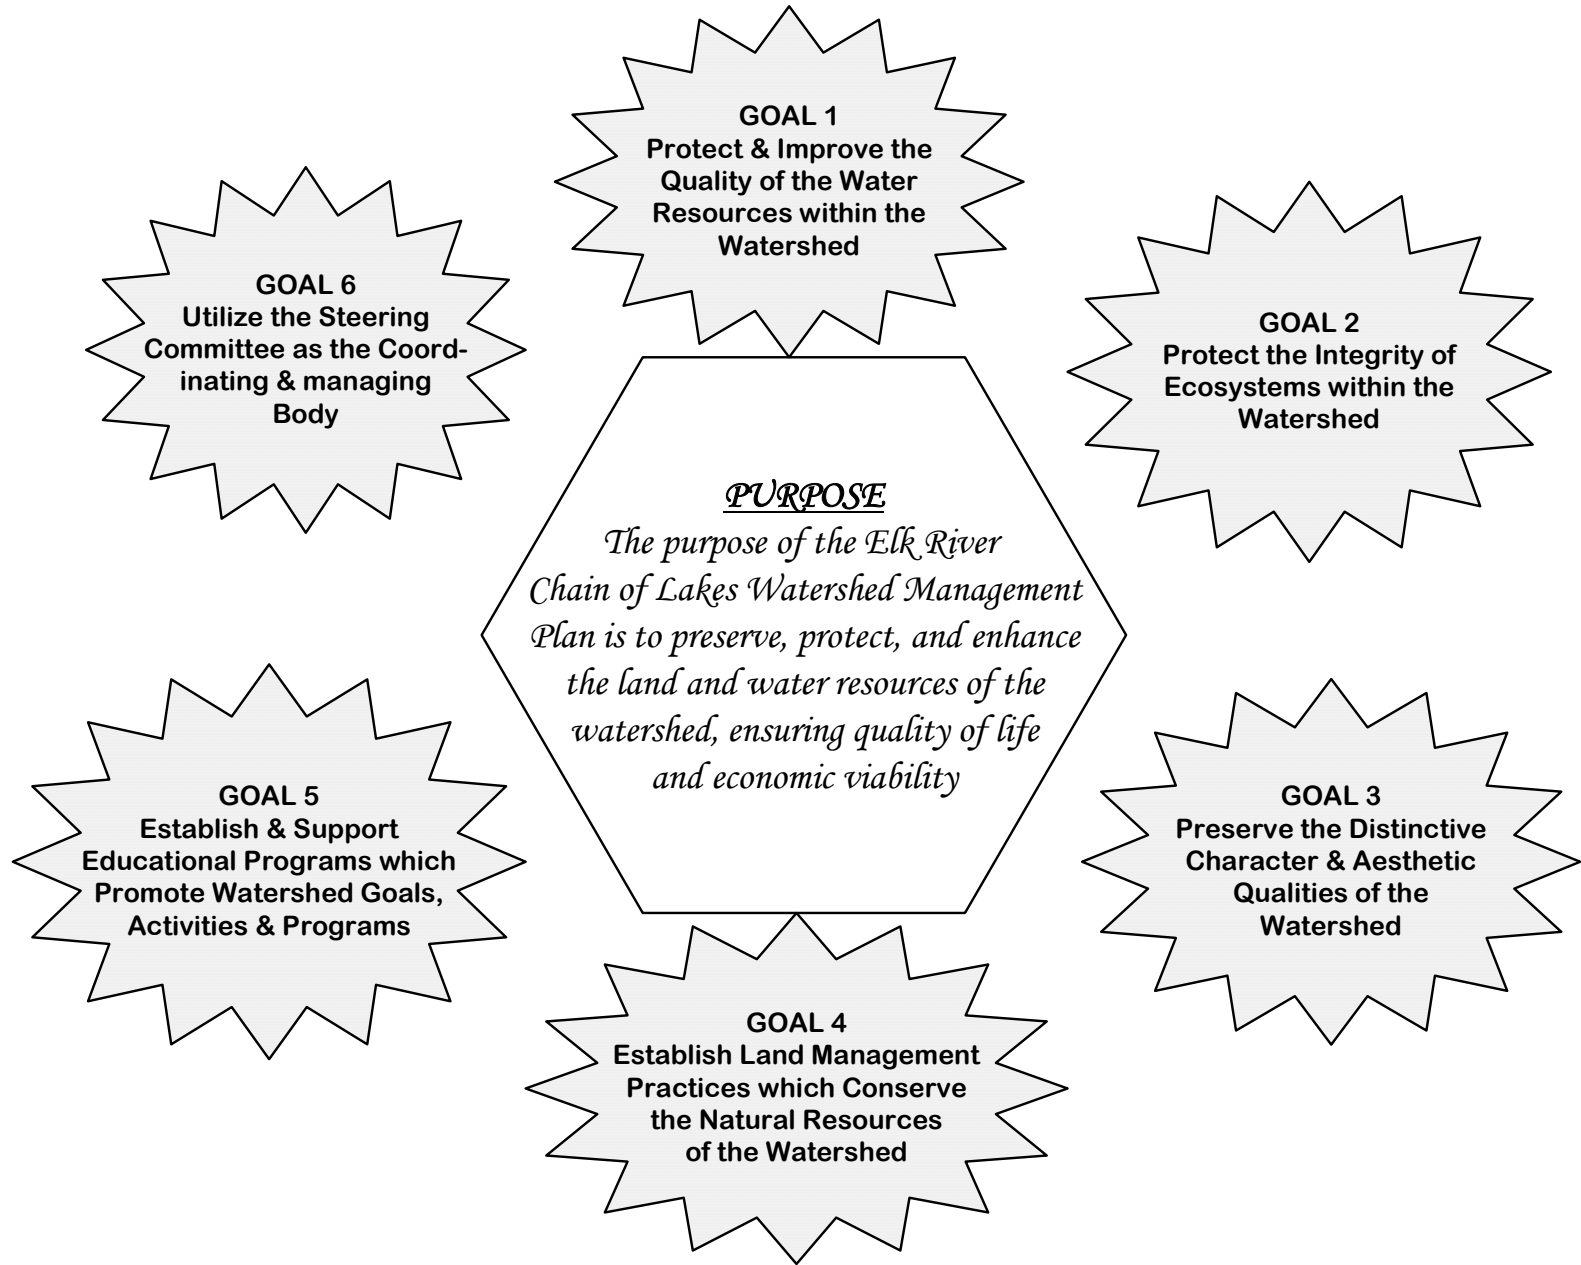 GOAL 1
Protect & Improve the
Quality of the Water
Resources within the
Watershed
GOAL 2
Protect the Integrity of
Ecosystems within the
Watershed
GOAL 3
Preserve the Distinctive
Character & Aesthetic
Qualities of the
Watershed
GOAL 4
Establish Land Management
Practices which Conserve
the Natural Resources
of the Watershed
GOAL 5
Establish & Support
Educational Programs which
Promote Watershed Goals,
Activities & Programs
GOAL 6
Utilize the Steering
Committee as the Coord-
inating & managing
Body
PURPOSE
The purpose of the Elk River
Chain of Lakes Watershed Management
Plan is to preserve, protect, and enhance
the land and water resources of the
watershed, ensuring quality of life
and economic viability